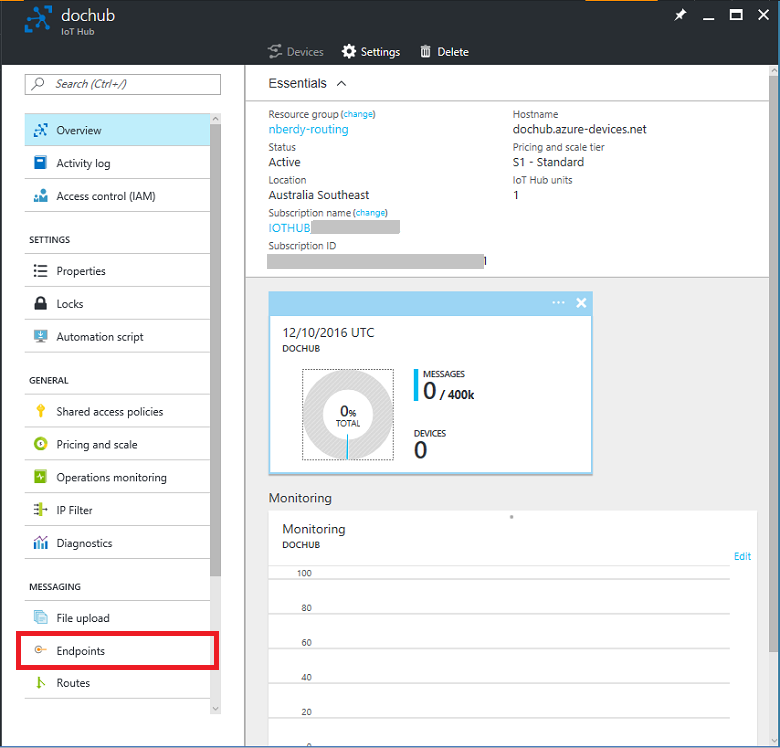 dochub
IoT Hub
Devices
Settings
Delete
Search (Ctrl+/)
Overview
Activity log
Access control (IAM)
SETTINGS
Properties
Locks
Automation script
GENERAL
Shared access policies
Pricing and scale
Operations monitoring
IP Filter
Diagnostics
MESSAGING
File upload
Endpoints
Routes
Essentials
Resource group (change)
nberdy-routing
Status
Active
Location
Australia Southeast
Subscription name (change)
IOTHUB
Subscription ID
Hostname
dochub.azure-devices.net
Pricing and scale tier
S1 - Standard
IoT Hub units
1
12/10/2016 UTC
DOCHUB
0%
TOTAL
MESSAGES
0 / 400k
DEVICES
0
Monitoring
Monitoring
DOCHUB
Edit
100
80
60
40
20